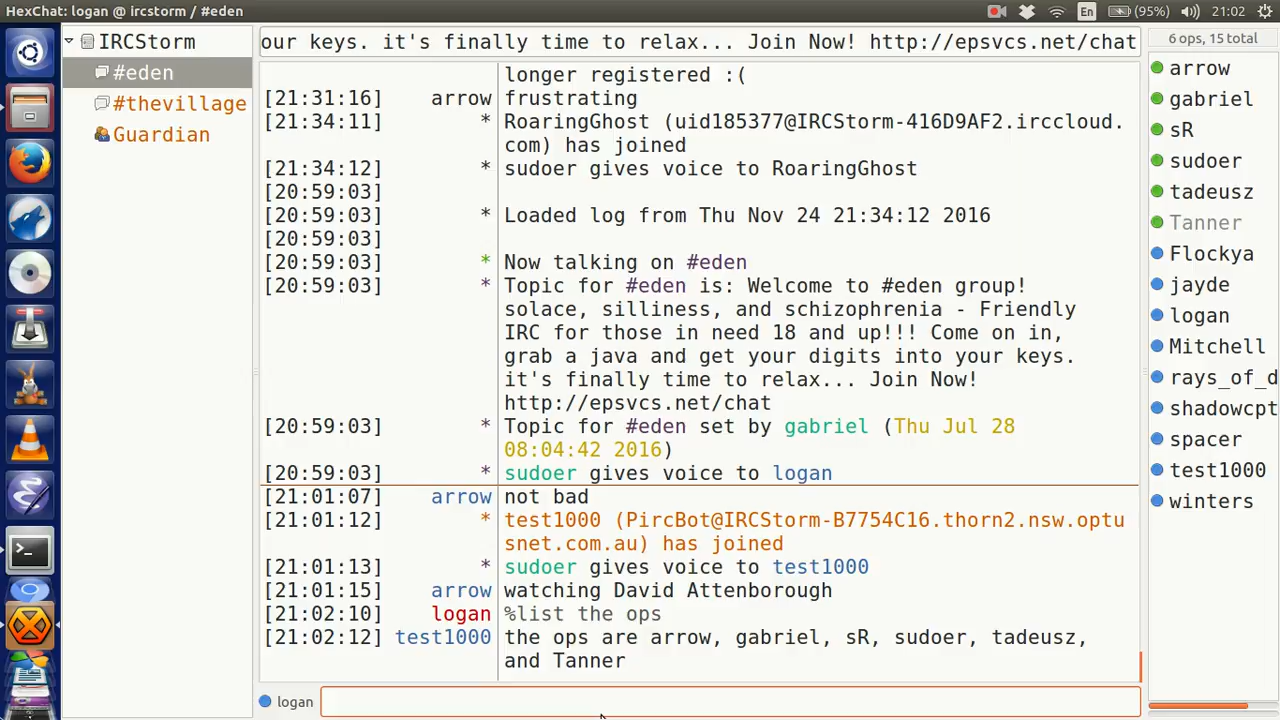 HexChat: logan @ ircstorm / #eden
En
(95%)
21:02
IRCStorm
#eden
#thevillage
Guardian
our keys. it's finally time to relax... Join Now! http://epsvcs.net/chat
longer registered :(
[21:31:16] arrow frustrating
[21:34:11] * RoaringGhost (uid185377@IRCStorm-416D9AF2.irccloud.
com) has joined
[21:34:12] * sudoer gives voice to RoaringGhost
[20:59:03]
[20:59:03] * Loaded log from Thu Nov 24 21:34:12 2016
[20:59:03]
[20:59:03] * Now talking on #eden
[20:59:03] * Topic for #eden is: Welcome to #eden group!
solace, silliness, and schizophrenia - Friendly
IRC for those in need 18 and up!!! Come on in,
grab a java and get your digits into your keys.
it's finally time to relax... Join Now!
http://epsvcs.net/chat
[20:59:03] * Topic for #eden set by gabriel (Thu Jul 28
08:04:42 2016)
[20:59:03] * sudoer gives voice to logan
[21:01:07] arrow not bad
[21:01:12] * test1000 (PircBot@IRCStorm-B7754C16.thorn2.nsw.optu
snet.com.au) has joined
[21:01:13] * sudoer gives voice to test1000
[21:01:15] arrow watching David Attenborough
[21:02:10] logan %list the ops
[21:02:12] test1000 the ops are arrow, gabriel, sR, sudoer, tadeusz,
and Tanner
logan
6 ops, 15 total
arrow
gabriel
sR
sudoer
tadeusz
Tanner
Flockya
jayde
logan
Mitchell
rays_of_d
shadowcpt
spacer
test1000
winters